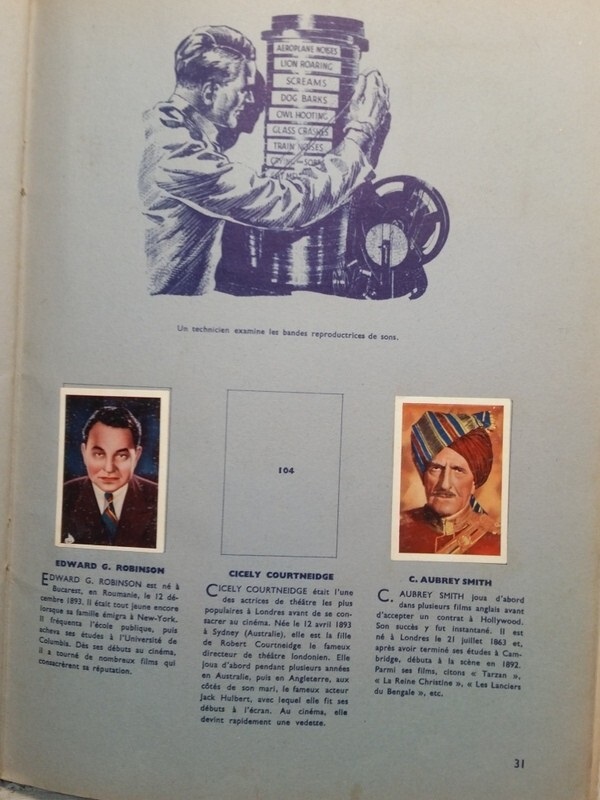 AEROPLANE NOISES
LION ROARING
SCREAMS
DOG BARKS
OWL HOOTING
GLASS CRASHES
TRAIN NOISES
Un technicien examine les bandes reproductrices de sons.
104
EDWARD G. ROBINSON
EDWARD G. ROBINSON est né à
Bucarest, en Roumanie, le 12 dé-
cembre 1893. Il était tout jeune encore
lorsque sa famille émigra à New-York.
Il fréquenta l'école publique, puis
acheva ses études à l'Université de
Columbia. Dès ses débuts au cinéma,
il a tourné de nombreux films qui
consacrèrent sa réputation.
CICELY COURTNEIDGE
CICELY COURTNEIDGE était l'une
des actrices de théâtre les plus
populaires à Londres avant de se con-
sacrer au cinéma. Née le 12 avril 1893
à Sydney (Australie), elle est la fille
de Robert Courtneidge le fameux
directeur de théâtre londonien. Elle
joua d'abord pendant plusieurs années
en Australie, puis en Angleterre, aux
côtés de son mari, le fameux acteur
Jack Hulbert, avec lequel elle fit ses
débuts à l'écran. Au cinéma, elle
devint rapidement une vedette.
C. AUBREY SMITH
C. AUBREY SMITH joua d'abord
dans plusieurs films anglais avant
d'accepter un contrat à Hollywood.
Son succès y fut instantané. Il est
né à Londres le 21 juillet 1863 et,
après avoir terminé ses études à Cam-
bridge, débuta à la scène en 1892.
Parmi ses films, citons « Tarzan »,
« La Reine Christine », « Les Lanciers
du Bengale », etc.
31